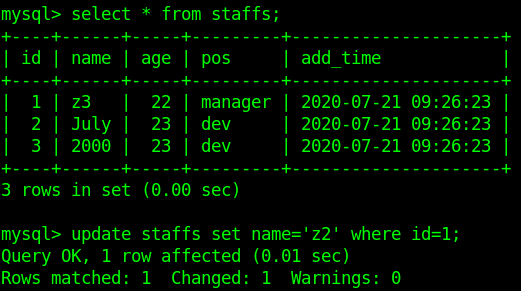 mysql> select * from staffs;
+----+------+-----+---------+---------------------+
| id | name | age | pos     | add_time            |
+----+------+-----+---------+---------------------+
|  1 | z3   |  22 | manager | 2020-07-21 09:26:23 |
|  2 | July |  23 | dev     | 2020-07-21 09:26:23 |
|  3 | 2000 |  23 | dev     | 2020-07-21 09:26:23 |
+----+------+-----+---------+---------------------+
3 rows in set (0.00 sec)

mysql> update staffs set name='z2' where id=1;
Query OK, 1 row affected (0.01 sec)
Rows matched: 1  Changed: 1  Warnings: 0